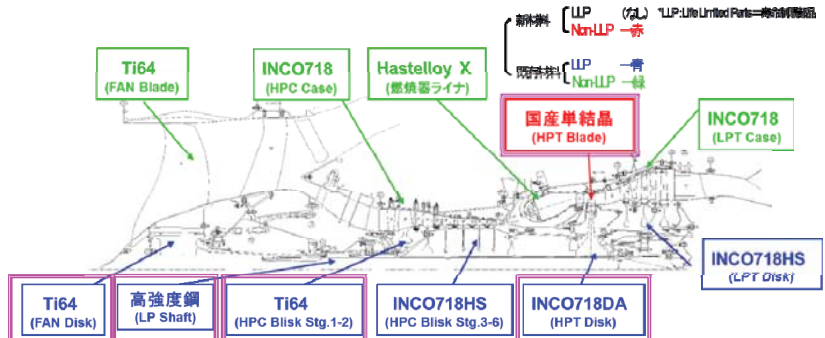 新材料
LLP (なし) *LLP:Life Limited Parts=寿命制限部品
Non-LLP ー赤
既存材料
LLP ー青
Non-LLP ー緑
Ti64
(FAN Blade)
INCO718
(HPC Case)
Hastelloy X
(燃焼器ライナ)
国産単結晶
(HPT Blade)
INCO718
(LPT Case)
INCO718HS
(LPT Disk)
Ti64
(FAN Disk)
高強度鋼
(LP Shaft)
Ti64
(HPC Blisk Stg.1-2)
INCO718HS
(HPC Blisk Stg.3-6)
INCO718DA
(HPT Disk)